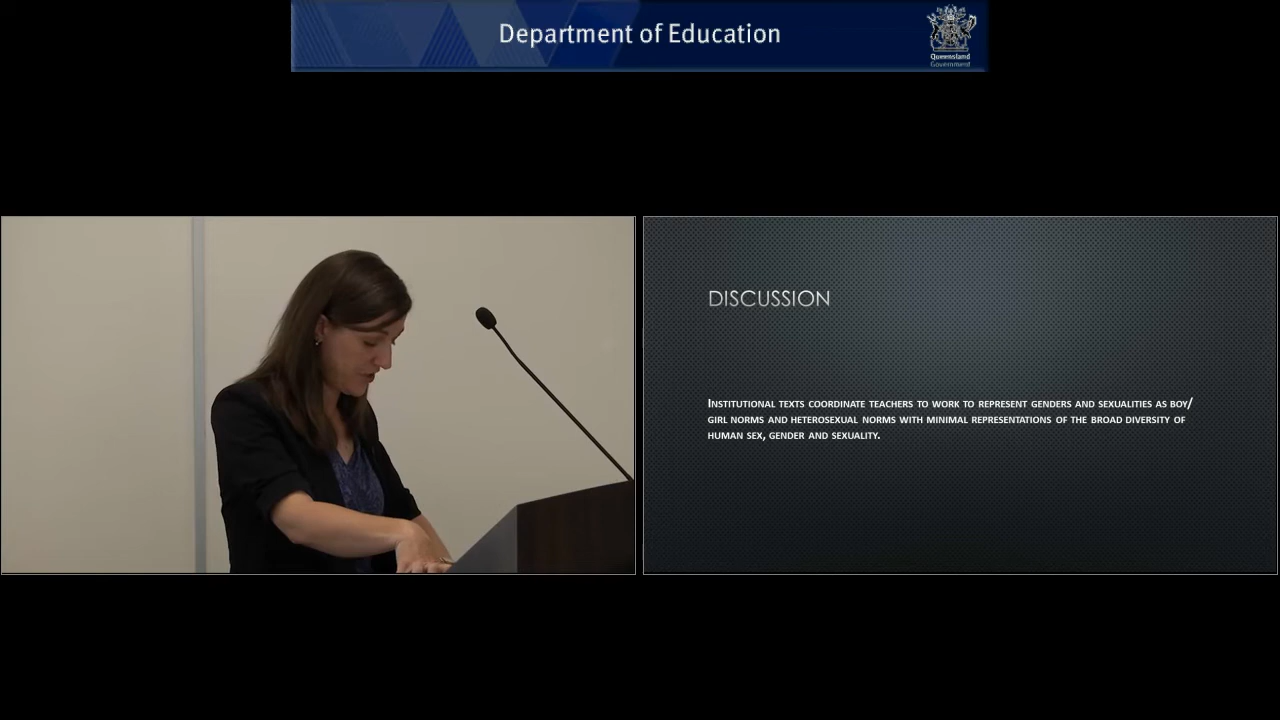 Department of Education
Queensland
Government
DISCUSSION
Institutional texts coordinate teachers to work to represent genders and sexualities as boy/
girl norms and heterosexual norms with minimal representations of the broad diversity of
human sex, gender and sexuality.